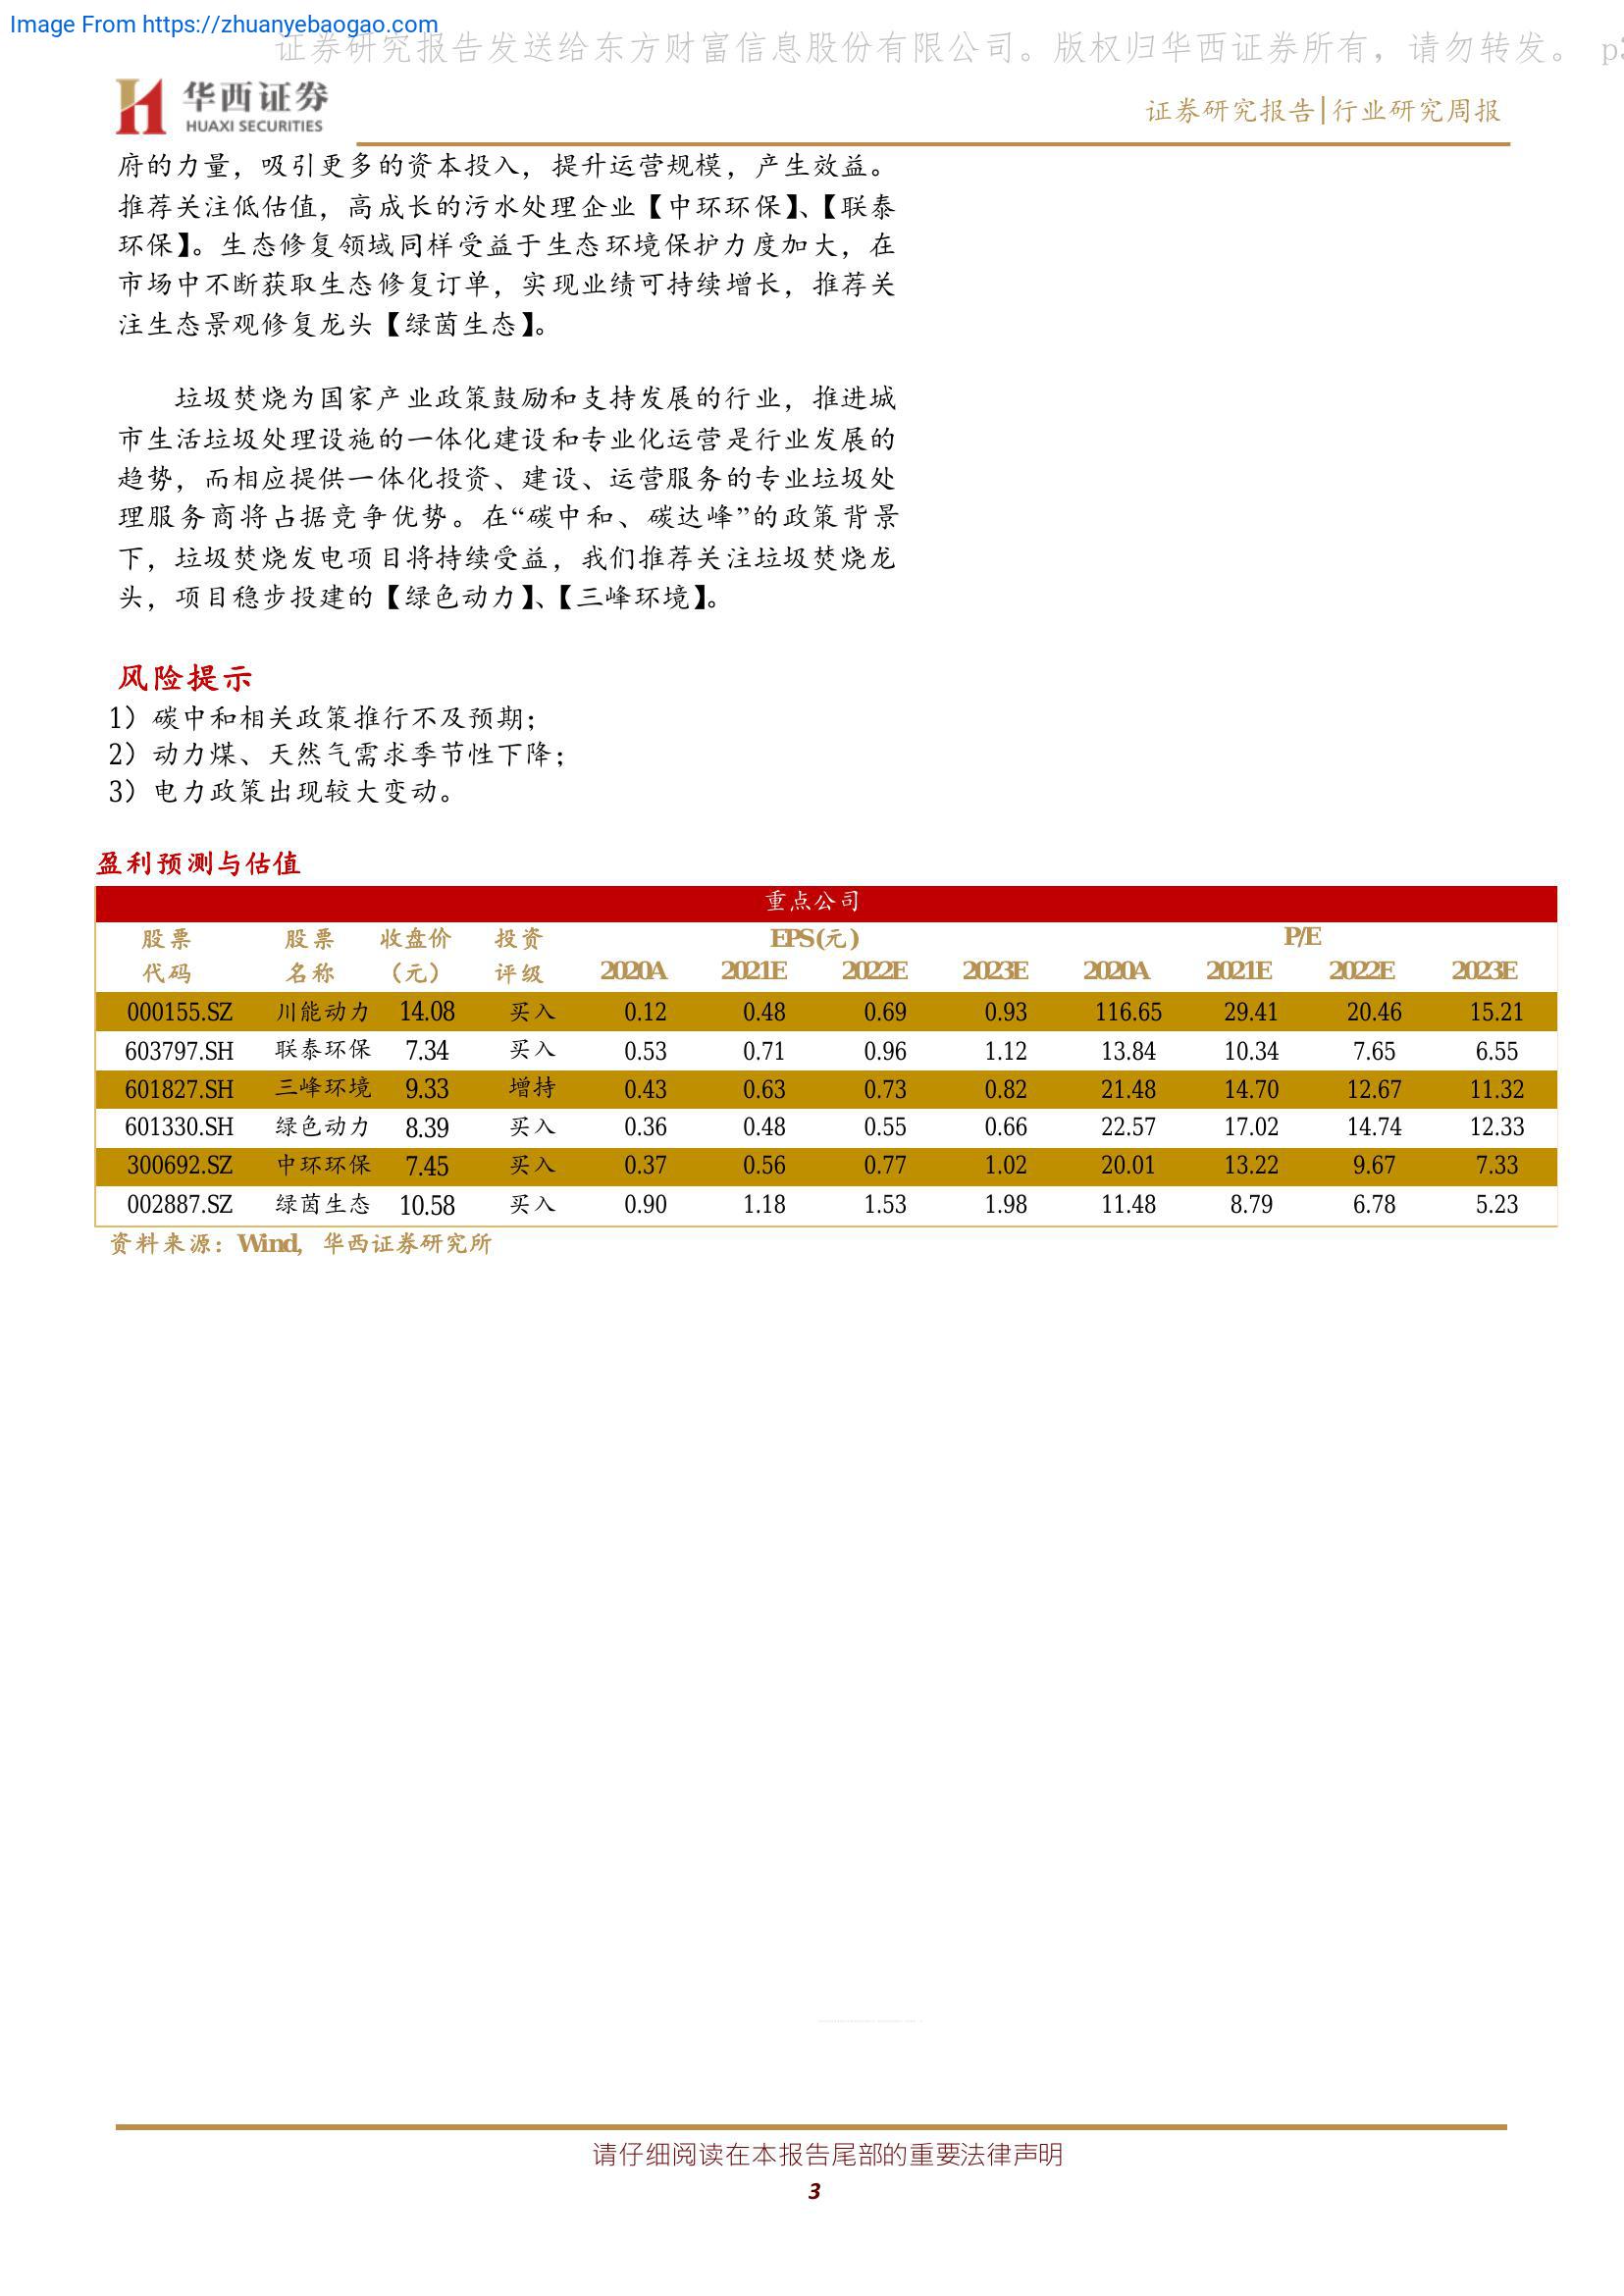 Image From https://zhuanyebaogao.com
证券研究报告发送给东方财富信息股份有限公司。版权归华西证券所有，请勿转发。 p3
华西证券
HUAXI SECURITIES
证券研究报告|行业研究周报
府的力量，吸引更多的资本投入，提升运营规模，产生效益。
推荐关注低估值，高成长的污水处理企业【中环环保】、【联泰
环保】。生态修复领域同样受益于生态环境保护力度加大，在
市场中不断获取生态修复订单，实现业绩可持续增长，推荐关
注生态景观修复龙头【绿茵生态】。
垃圾焚烧为国家产业政策鼓励和支持发展的行业，推进城
市生活垃圾处理设施的一体化建设和专业化运营是行业发展的
趋势，而相应提供一体化投资、建设、运营服务的专业垃圾处
理服务商将占据竞争优势。在“碳中和、碳达峰”的政策背景
下，垃圾焚烧发电项目将持续受益，我们推荐关注垃圾焚烧龙
头，项目稳步投建的【绿色动力】、【三峰环境】。
风险提示
1）碳中和相关政策推行不及预期；
2）动力煤、天然气需求季节性下降；
3）电力政策出现较大变动。
盈利预测与估值
重点公司
股票 股票 收盘价 投资 EPS(元) P/E
代码 名称 （元） 评级 2020A 2021E 2022E 2023E 2020A 2021E 2022E 2023E
000155.SZ 川能动力 14.08 买入 0.12 0.48 0.69 0.93 116.65 29.41 20.46 15.21
603797.SH 联泰环保 7.34 买入 0.53 0.71 0.96 1.12 13.84 10.34 7.65 6.55
601827.SH 三峰环境 9.33 增持 0.43 0.63 0.73 0.82 21.48 14.70 12.67 11.32
601330.SH 绿色动力 8.39 买入 0.36 0.48 0.55 0.66 22.57 17.02 14.74 12.33
300692.SZ 中环环保 7.45 买入 0.37 0.56 0.77 1.02 20.01 13.22 9.67 7.33
002887.SZ 绿茵生态 10.58 买入 0.90 1.18 1.53 1.98 11.48 8.79 6.78 5.23
资料来源：Wind，华西证券研究所
请仔细阅读在本报告尾部的重要法律声明
3